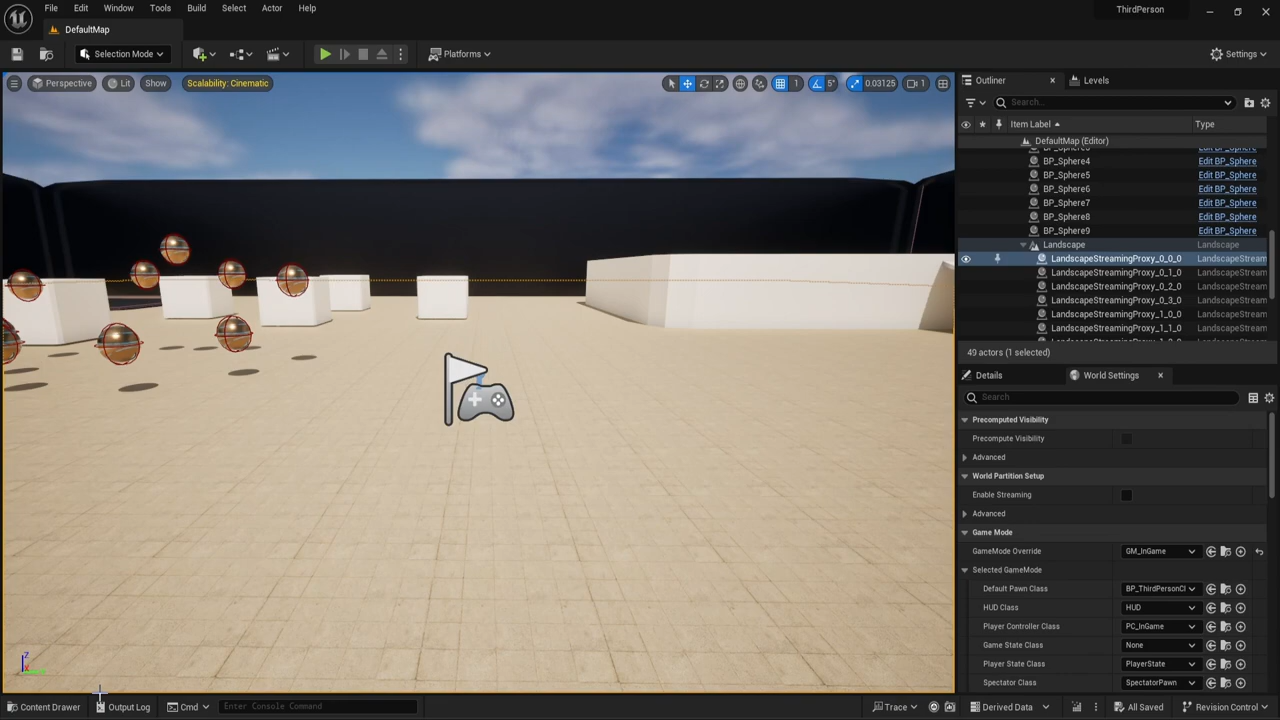 File Edit Window Tools Build Select Actor Help
ThirdPerson
DefaultMap
Selection Mode
Platforms
Settings
Perspective Lit Show Scalability: Cinematic
1 5° 0.03125 1
Outliner Levels
Search...
Item Label Type
DefaultMap (Editor)
BP_Sphere4 Edit BP_Sphere
BP_Sphere5 Edit BP_Sphere
BP_Sphere6 Edit BP_Sphere
BP_Sphere7 Edit BP_Sphere
BP_Sphere8 Edit BP_Sphere
BP_Sphere9 Edit BP_Sphere
Landscape Landscape
LandscapeStreamingProxy_0_0_0 LandscapeStream
LandscapeStreamingProxy_0_1_0 LandscapeStream
LandscapeStreamingProxy_0_2_0 LandscapeStream
LandscapeStreamingProxy_0_3_0 LandscapeStream
LandscapeStreamingProxy_1_0_0 LandscapeStream
LandscapeStreamingProxy_1_1_0 LandscapeStream
49 actors (1 selected)
Details World Settings
Search
Precomputed Visibility
Precompute Visibility
Advanced
World Partition Setup
Enable Streaming
Advanced
Game Mode
GameMode Override GM_InGame
Selected GameMode
Default Pawn Class BP_ThirdPersonCl
HUD Class HUD
Player Controller Class PC_InGame
Game State Class None
Player State Class PlayerState
Spectator Class SpectatorPawn
Z
X
Content Drawer Output Log Cmd Enter Console Command
Trace Derived Data All Saved Revision Control